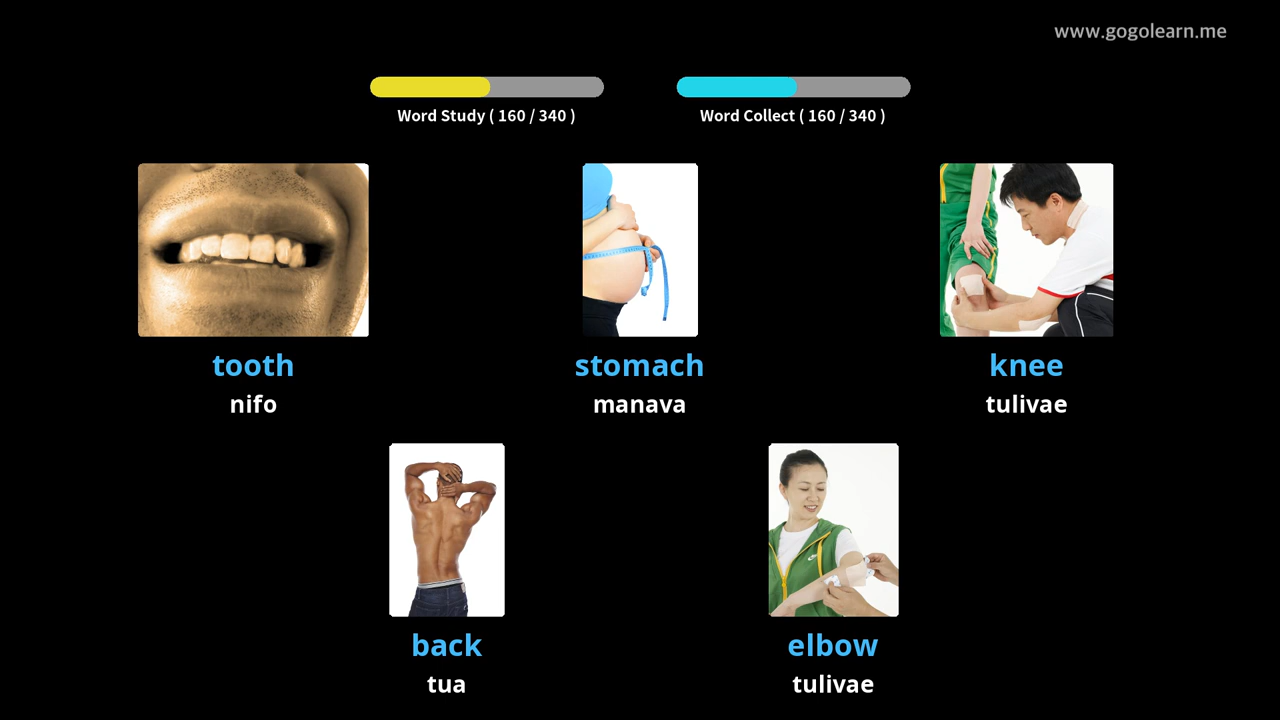 www.gogolearn.me
Word Study ( 160 / 340 )
Word Collect ( 160 / 340 )
tooth
nifo
stomach
manava
knee
tulivae
back
tua
elbow
tulivae